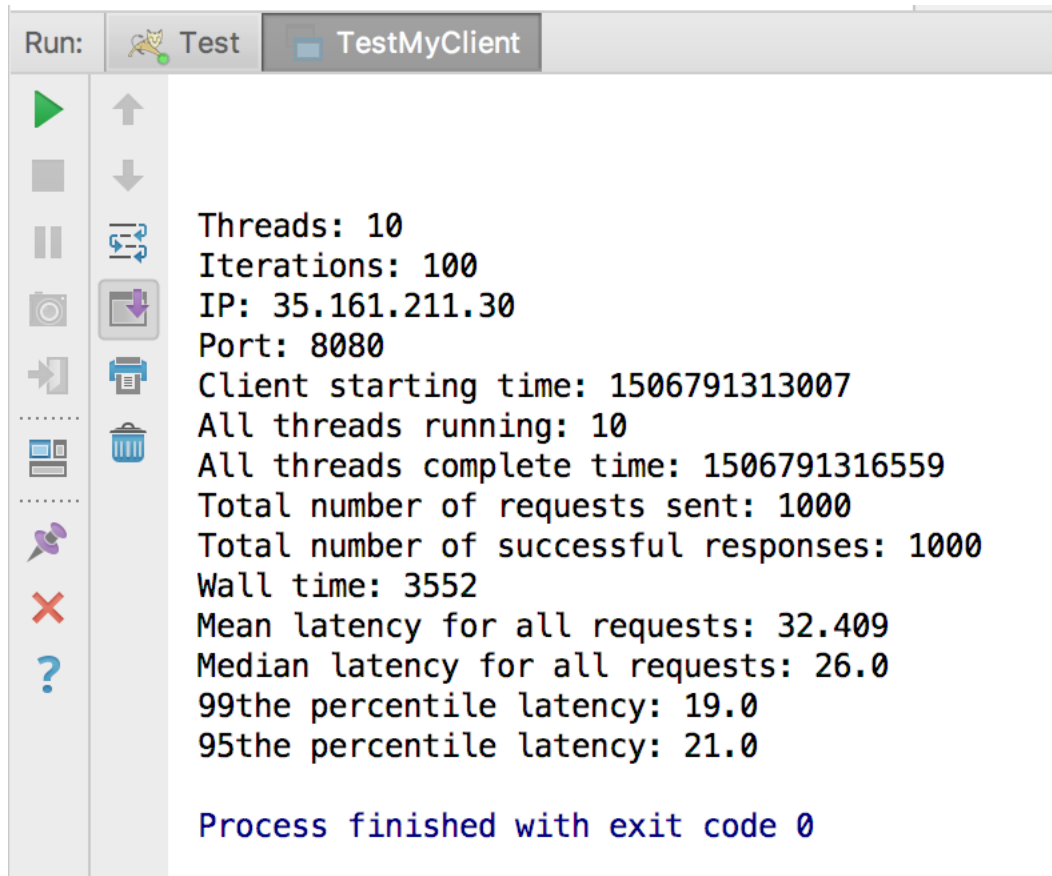 Run:
Test
TestMyClient
Threads: 10
Iterations: 100
IP: 35.161.211.30
Port: 8080
Client starting time: 1506791313007
All threads running: 10
All threads complete time: 1506791316559
Total number of requests sent: 1000
Total number of successful responses: 1000
Wall time: 3552
Mean latency for all requests: 32.409
Median latency for all requests: 26.0
99the percentile latency: 19.0
95the percentile latency: 21.0
Process finished with exit code 0